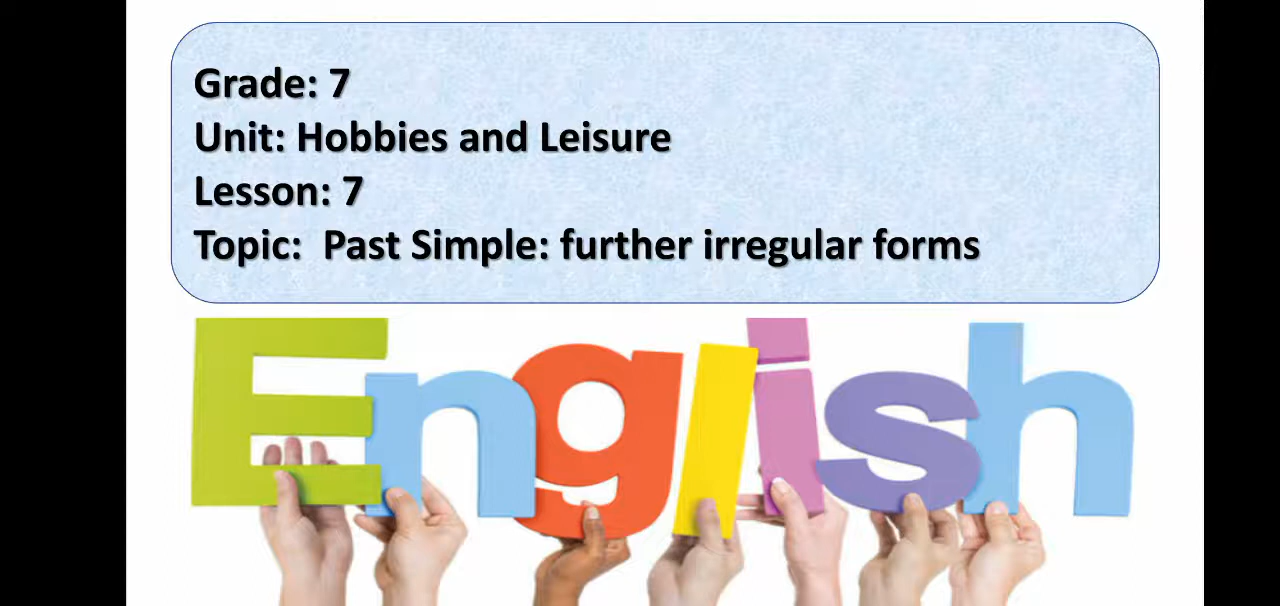 Grade: 7
Unit: Hobbies and Leisure
Lesson: 7
Topic:  Past Simple: further irregular forms
English